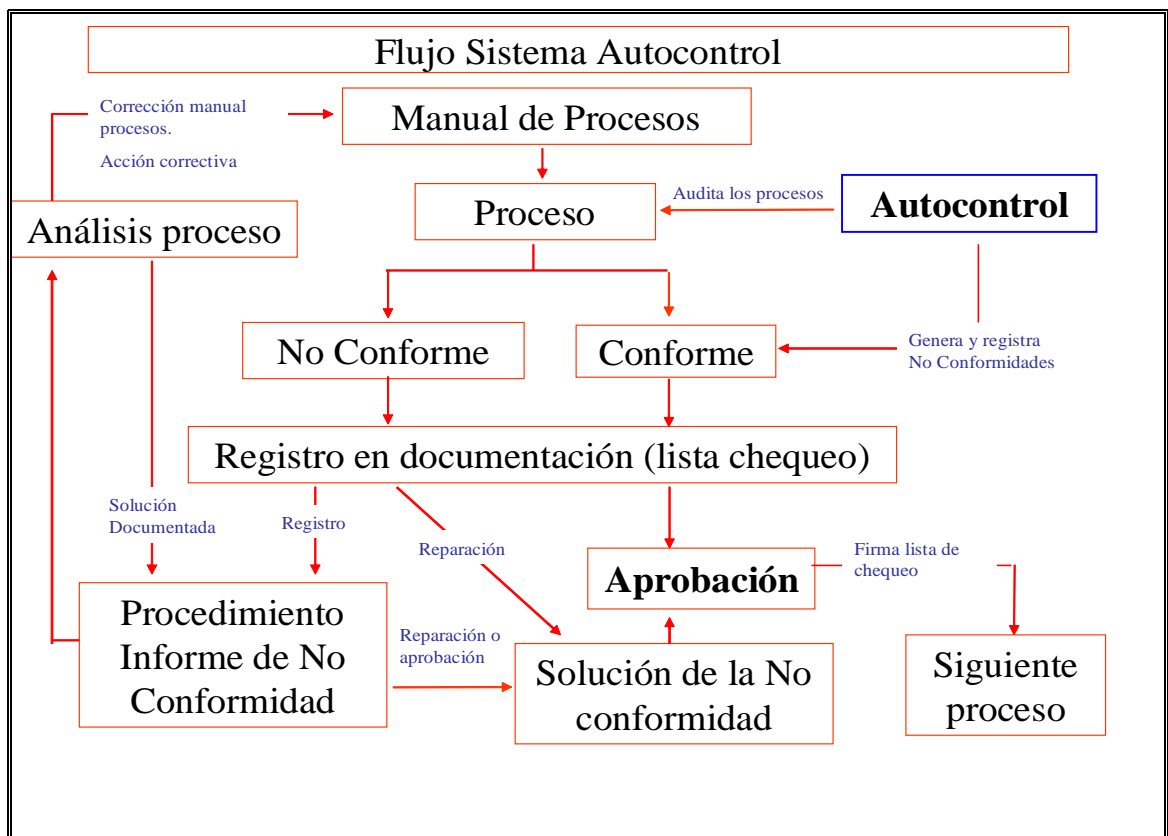 Flujo Sistema Autocontrol
Corrección manual
procesos.
Acción correctiva
Manual de Procesos
Análisis proceso
Proceso
Audita los procesos
Autocontrol
No Conforme
Conforme
Genera y registra
No Conformidades
Registro en documentación (lista chequeo)
Solución
Documentada
Registro
Reparación
Aprobación
Firma lista de
chequeo
Procedimiento
Informe de No
Conformidad
Reparación o
aprobación
Solución de la No
conformidad
Siguiente
proceso